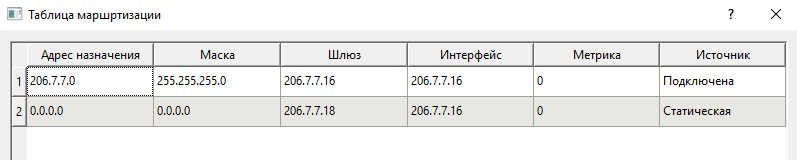 Таблица маршртизации
? ×
Адрес назначения Маска Шлюз Интерфейс Метрика Источник
1 206.7.7.0 255.255.255.0 206.7.7.16 206.7.7.16 0 Подключена
2 0.0.0.0 0.0.0.0 206.7.7.18 206.7.7.16 0 Статическая